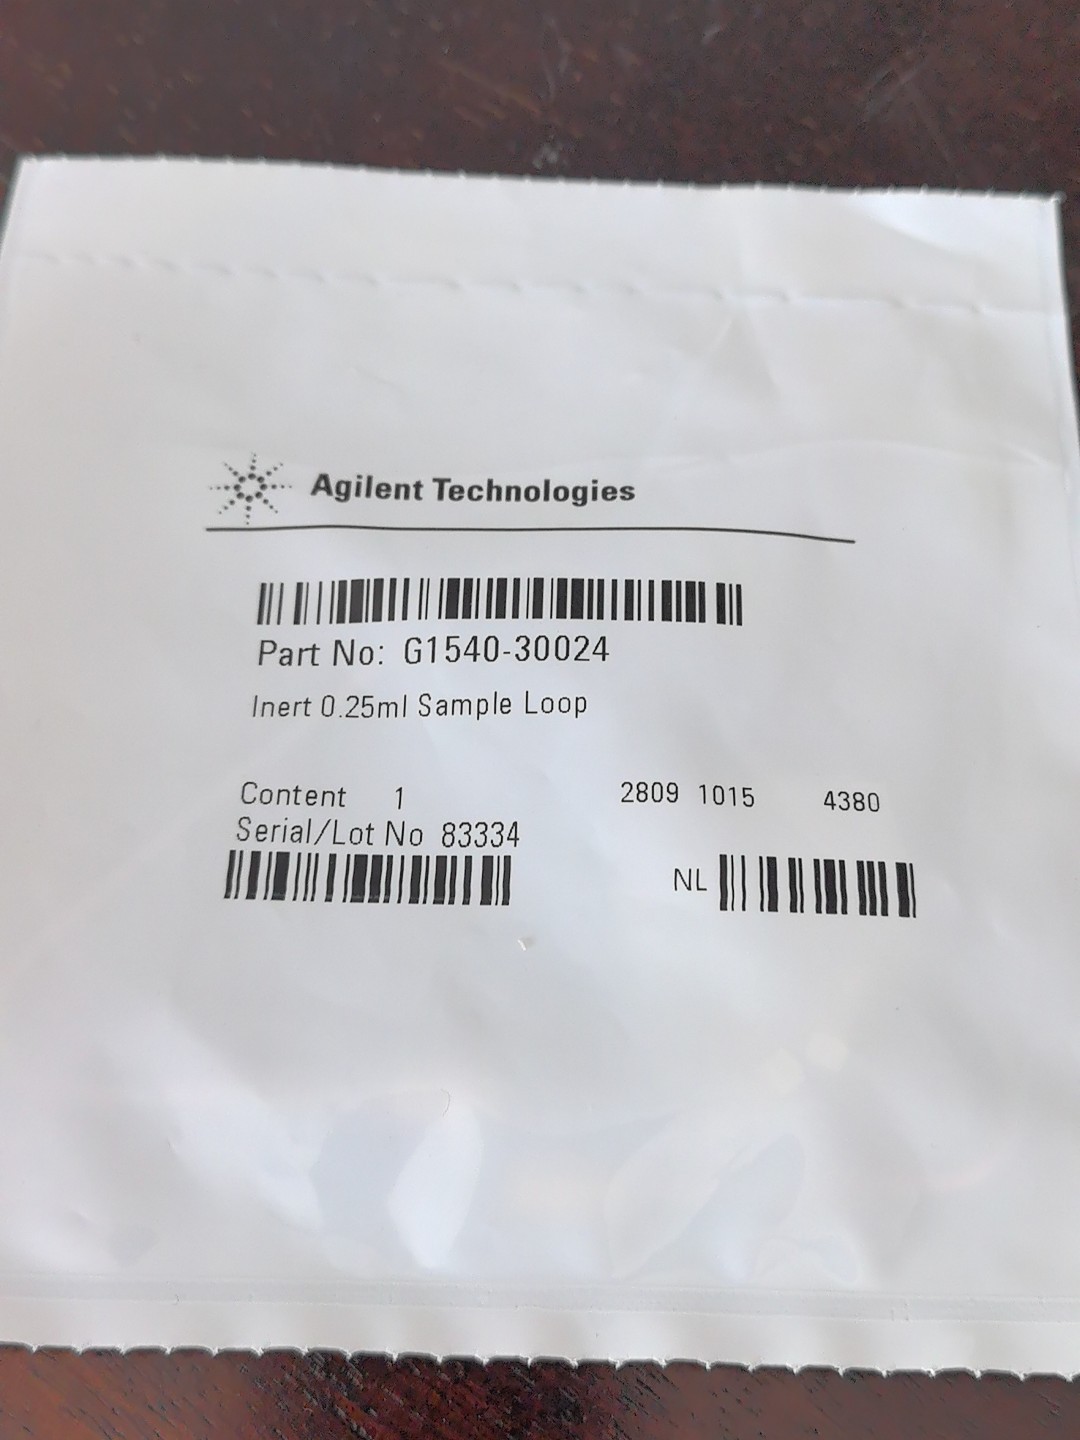 Agilent Technologies
Part No: G1540-30024
Inert 0.25ml Sample Loop
Content 1 2809 1015 4380
Serial/Lot No 83334
NL